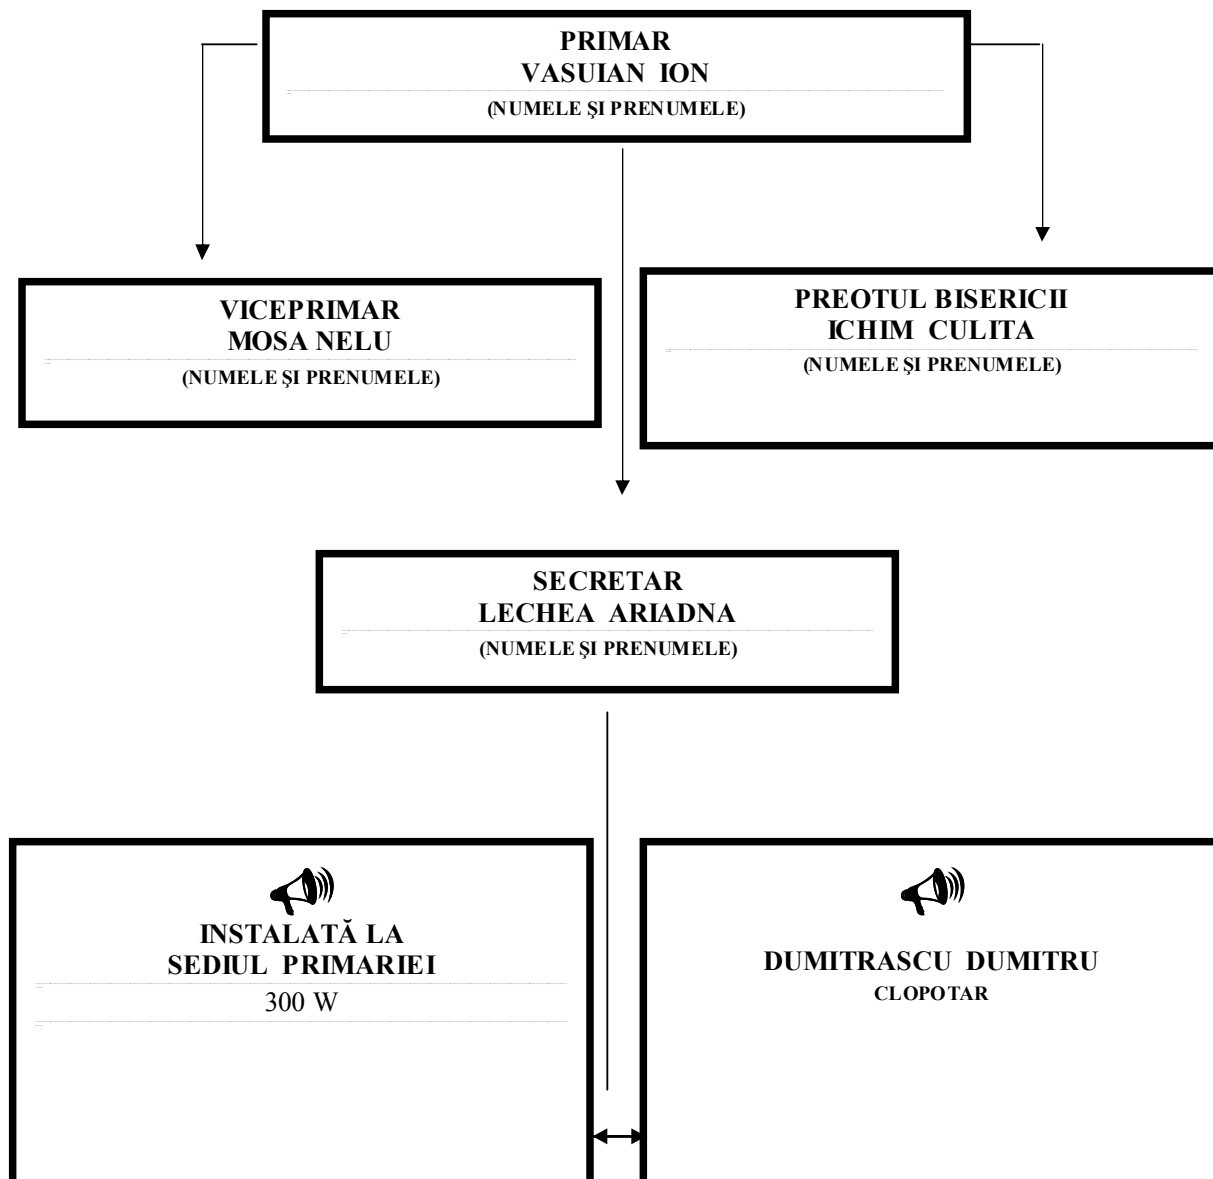 PRIMAR
VASUIAN ION
(NUMELE ŞI PRENUMELE)
VICEPRIMAR
MOSA NELU
(NUMELE ŞI PRENUMELE)
PREOTUL BISERICII
ICHIM CULITA
(NUMELE ŞI PRENUMELE)
SECRETAR
LECHEA ARIADNA
(NUMELE ŞI PRENUMELE)
INSTALATĂ LA
SEDIUL PRIMARIEI
300 W
DUMITRASCU DUMITRU
CLOPOTAR